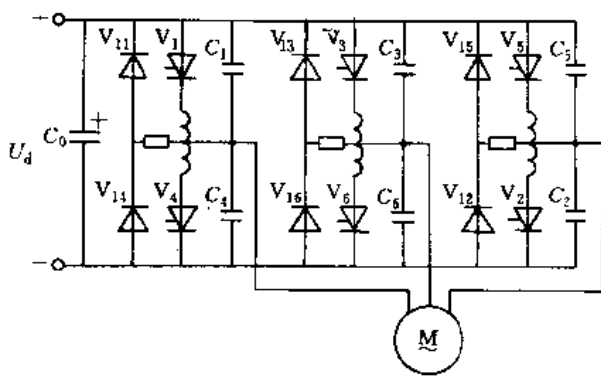 +
V₁₁ V₁ C₁ V₁₃ V₃ C₃ V₁₅ V₅ C₅
+
U_d C₀
V₁₄ V₄ C₄ V₁₆ V₆ C₆ V₁₂ V₂ C₂
−
M
~